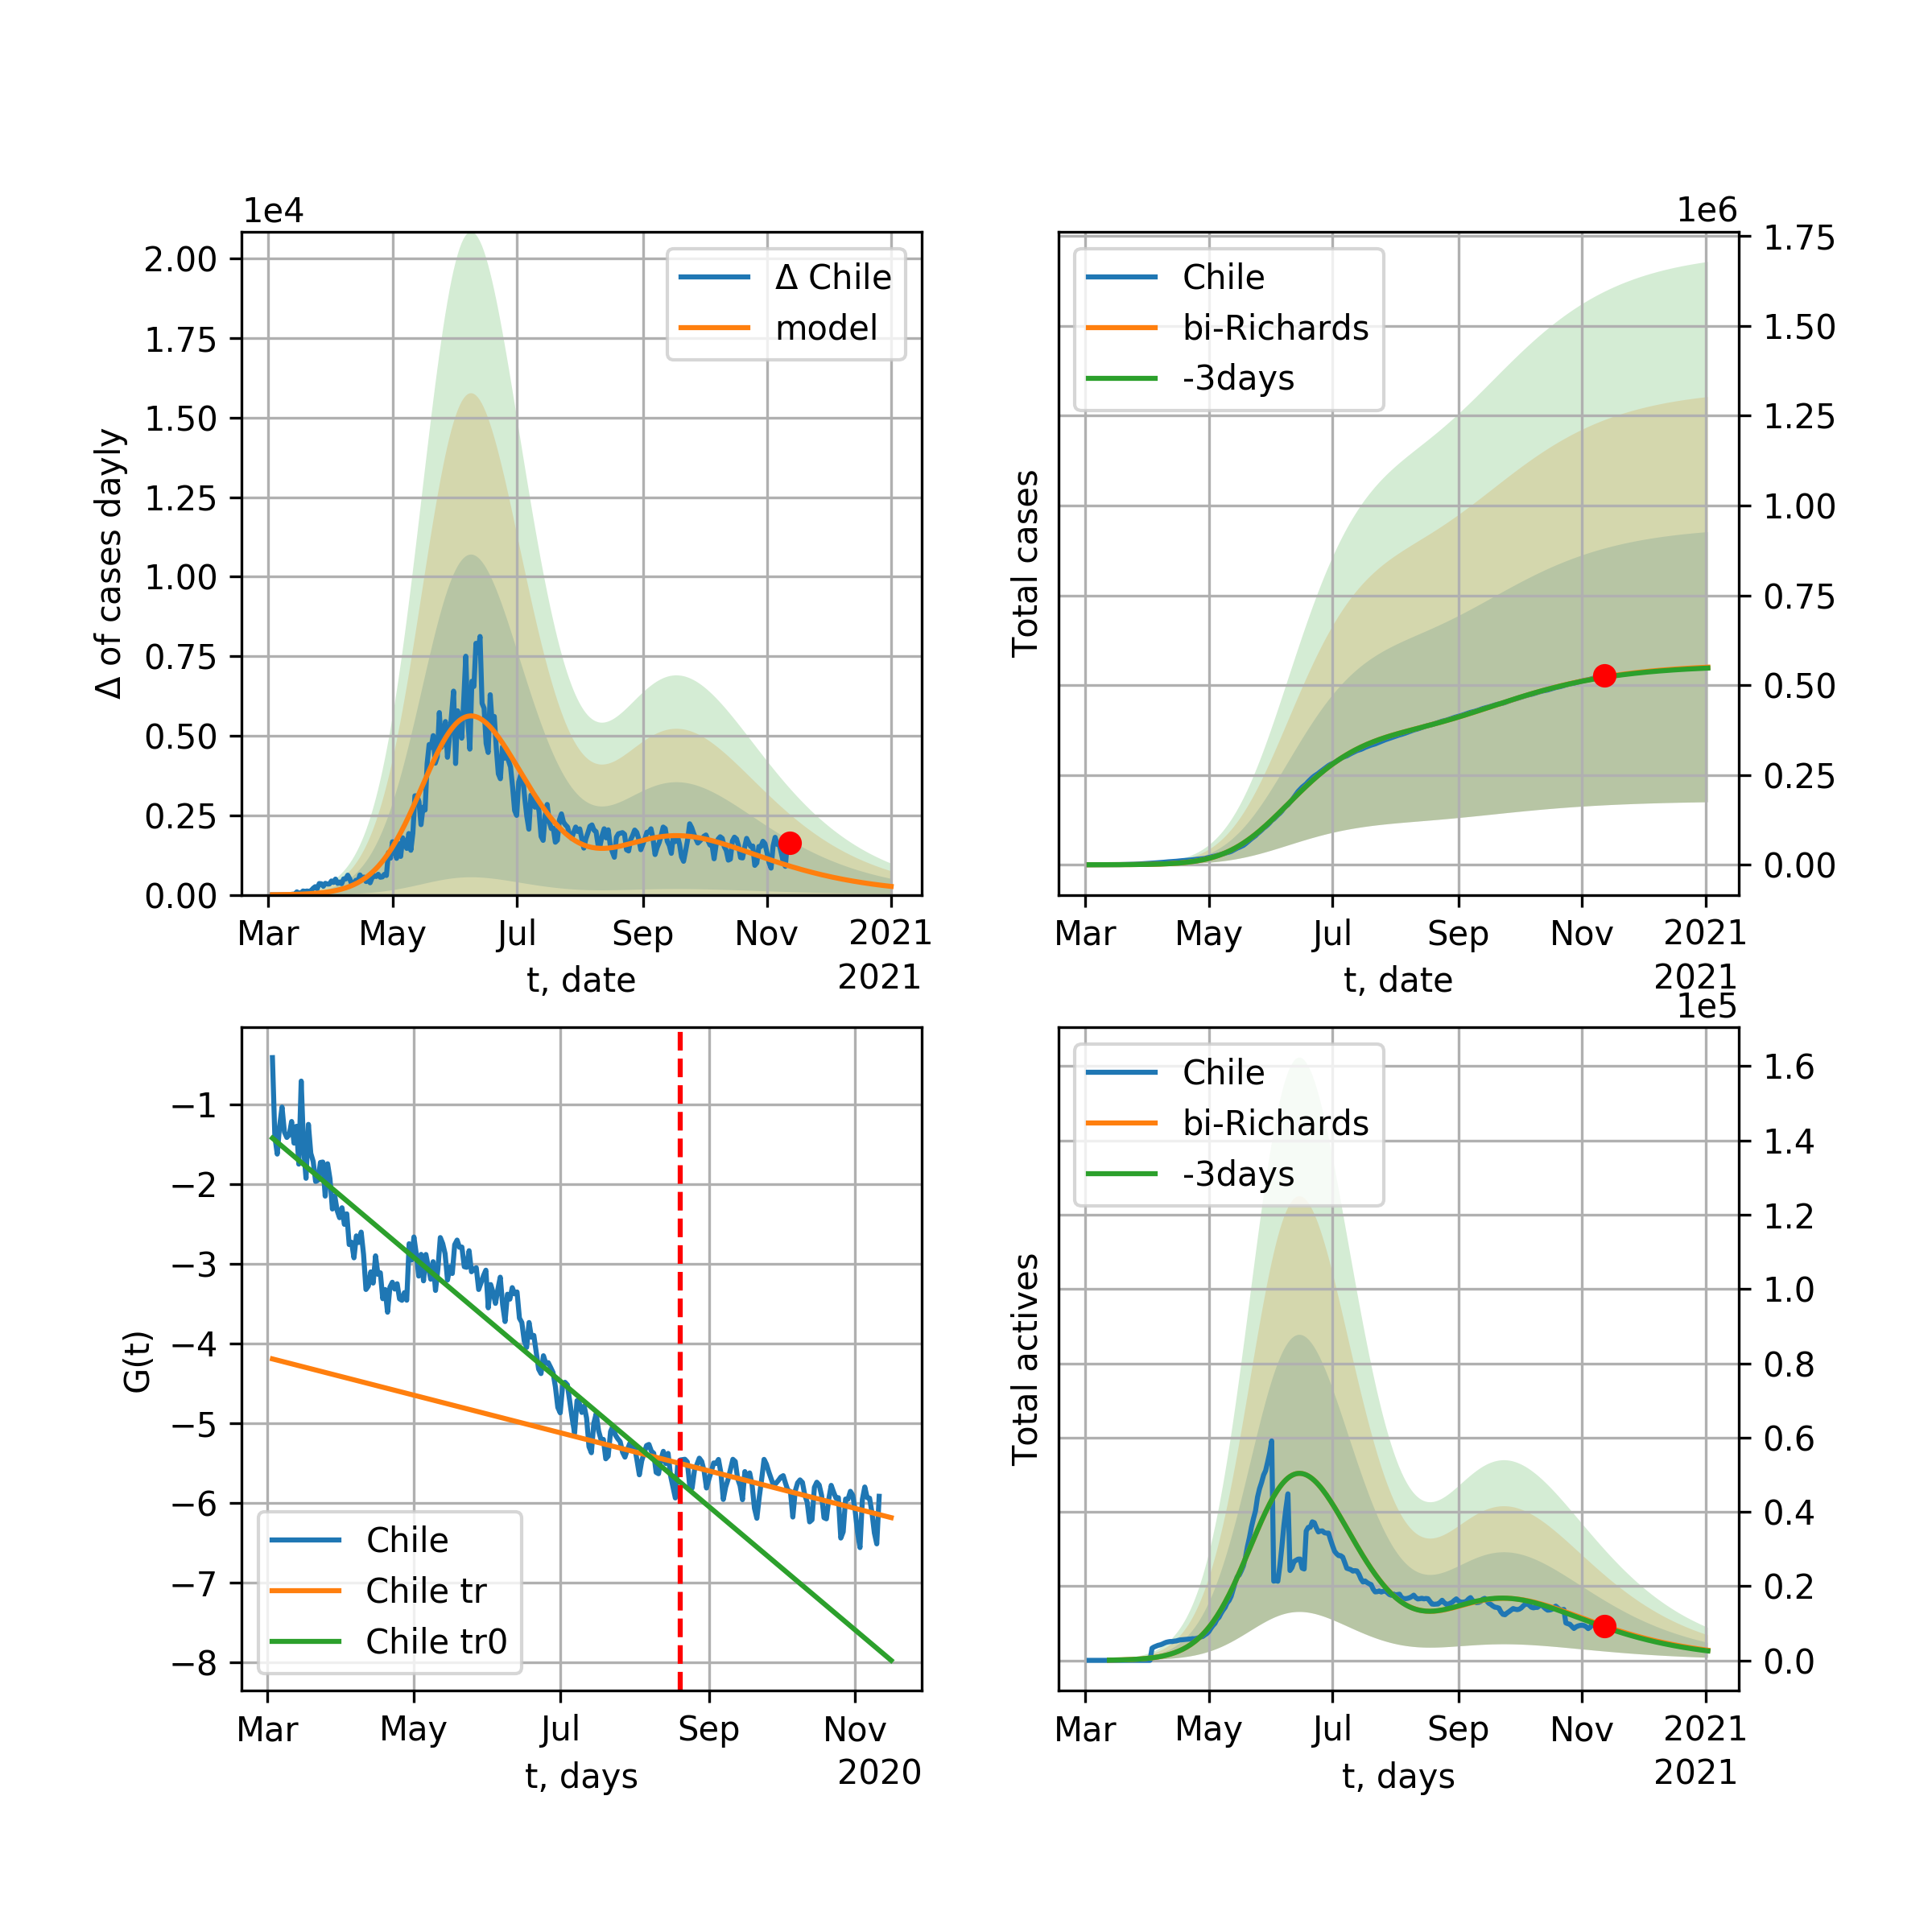 1e4
Δ of cases dayly
2.00
1.75
1.50
1.25
1.00
0.75
0.50
0.25
0.00
Δ Chile
model
Mar May Jul Sep Nov 2021
t, date
2021
1e6
Total cases
Chile
bi-Richards
-3days
1.75
1.50
1.25
1.00
0.75
0.50
0.25
0.00
Mar May Jul Sep Nov 2021
t, date
2021
G(t)
−1
−2
−3
−4
−5
−6
−7
−8
Chile
Chile tr
Chile tr0
Mar May Jul Sep Nov
t, days
2020
1e5
Total actives
Chile
bi-Richards
-3days
1.6
1.4
1.2
1.0
0.8
0.6
0.4
0.2
0.0
Mar May Jul Sep Nov 2021
t, days
2021